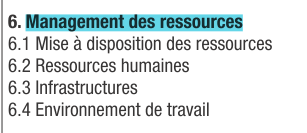 6. Management des ressources
6.1 Mise à disposition des ressources
6.2 Ressources humaines
6.3 Infrastructures
6.4 Environnement de travail